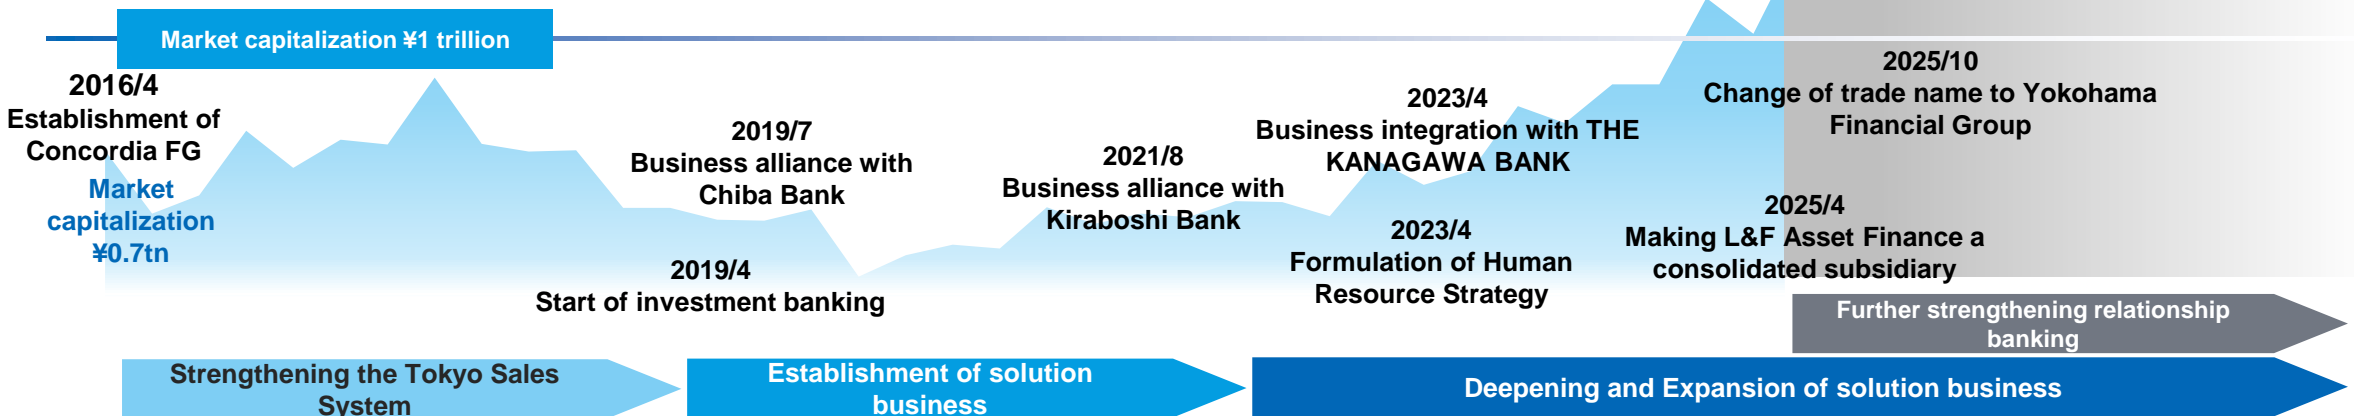 Market capitalization ¥1 trillion
2016/4
Establishment of
Concordia FG
Market
capitalization
¥0.7tn
2019/7
Business alliance with
Chiba Bank
2019/4
Start of investment banking
2021/8
Business alliance with
Kiraboshi Bank
2023/4
Business integration with THE
KANAGAWA BANK
2023/4
Formulation of Human
Resource Strategy
2025/10
Change of trade name to Yokohama
Financial Group
2025/4
Making L&F Asset Finance a
consolidated subsidiary
Further strengthening relationship
banking
Strengthening the Tokyo Sales
System
Establishment of solution
business
Deepening and Expansion of solution business